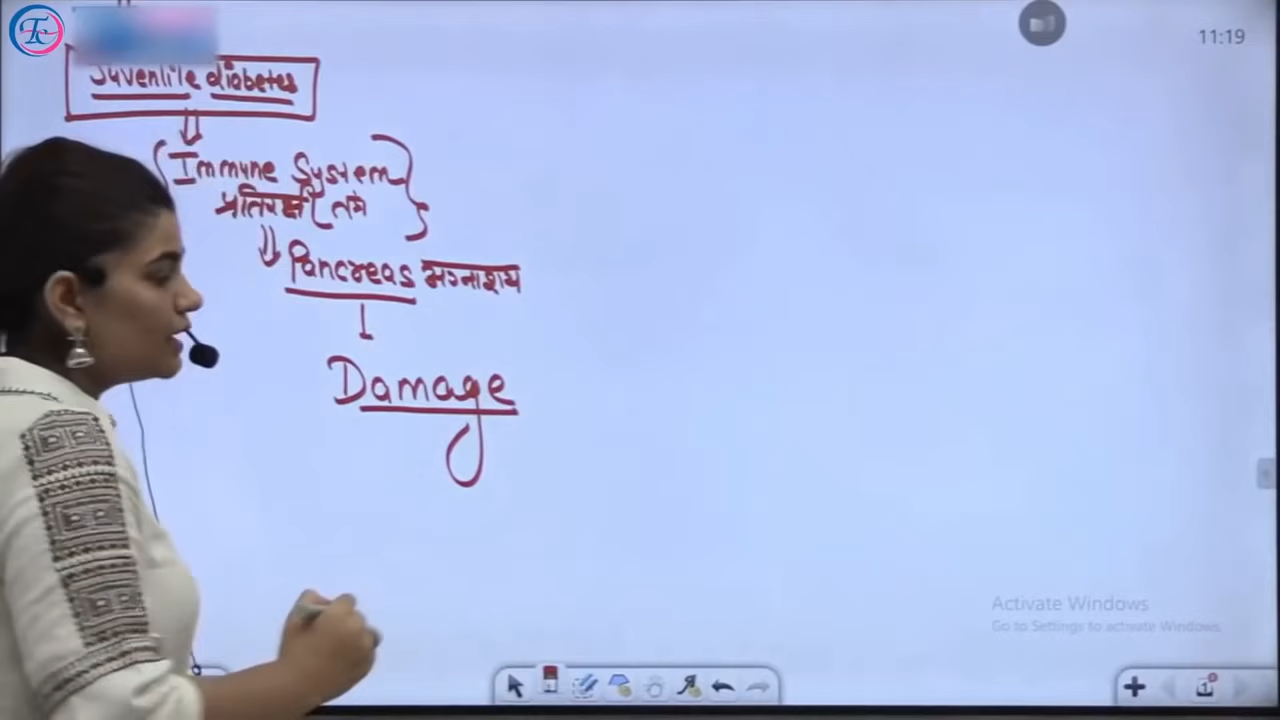 11:19
Juvenlile diabetes
Immune System
प्रतिरक्षी तंत्र
Pancreas अग्नाशय
Damage
Activate Windows
Go to Settings to activate Windows.